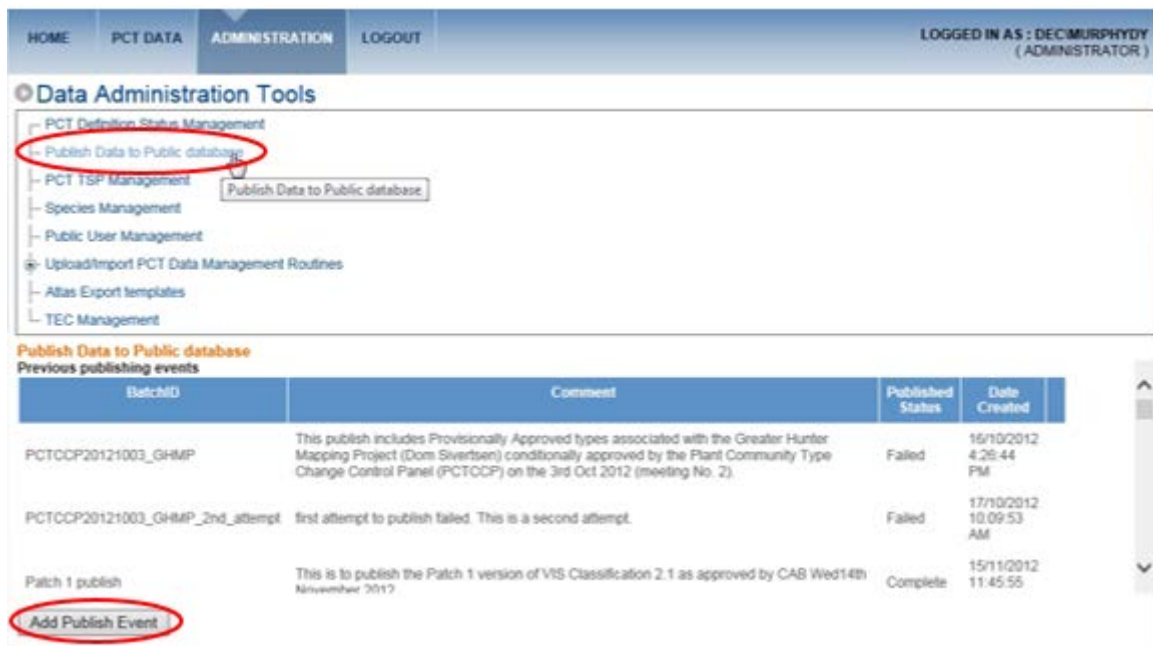 HOME PCT DATA ADMINISTRATION LOGOUT
LOGGED IN AS : DEC\MURPHYDY
( ADMINISTRATOR )
Data Administration Tools
PCT Definition Status Management
Publish Data to Public database
PCT TSP Management
Publish Data to Public database
Species Management
Public User Management
Upload/Import PCT Data Management Routines
Atlas Export templates
TEC Management
Publish Data to Public database
Previous publishing events
BatchID Comment Published Status Date Created
PCTCCP20121003_GHMP
This publish includes Provisionally Approved types associated with the Greater Hunter
Mapping Project (Dom Sivertsen) conditionally approved by the Plant Community Type
Change Control Panel (PCTCCP) on the 3rd Oct 2012 (meeting No. 2).
Failed
16/10/2012
4:26:44
PM
PCTCCP20121003_GHMP_2nd_attempt first attempt to publish failed. This is a second attempt. Failed
17/10/2012
10:09:53
AM
Patch 1 publish
This is to publish the Patch 1 version of VIS Classification 2.1 as approved by CAB Wed14th
November 2012
Complete
15/11/2012
11:45:55
Add Publish Event